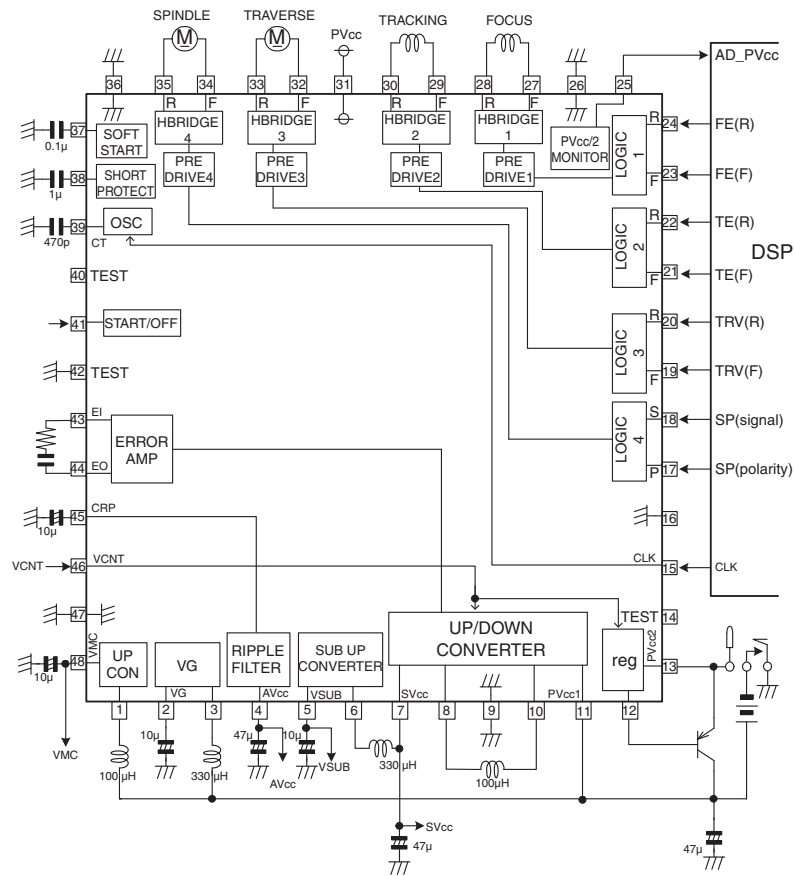 SPINDLE
TRAVERSE
PVcc
TRACKING
FOCUS
M
M
36
35
34
33
32
31
30
29
28
27
26
25
AD_PVcc
R
F
R
F
R
F
R
F
HBRIDGE
4
HBRIDGE
3
HBRIDGE
2
HBRIDGE
1
PRE
DRIVE4
PRE
DRIVE3
PRE
DRIVE2
PRE
DRIVE1
PVcc/2
MONITOR
37
0.1μ
SOFT
START
38
1μ
SHORT
PROTECT
39
470p
CT
OSC
40
TEST
41
START/OFF
42
TEST
43
EI
44
EO
ERROR
AMP
45
10μ
CRP
VCNT
46
VCNT
47
48
10μ
VMC
VMC
LOGIC
1
R
F
24
FE(R)
23
FE(F)
LOGIC
2
R
F
22
TE(R)
21
TE(F)
DSP
LOGIC
3
R
F
20
TRV(R)
19
TRV(F)
LOGIC
4
S
P
18
SP(signal)
17
SP(polarity)
16
CLK
15
CLK
TEST
14
PVcc2
13
reg
UP
CON
VG
RIPPLE
FILTER
SUB UP
CONVERTER
UP/DOWN
CONVERTER
VG
AVcc
VSUB
SVcc
PVcc1
1
2
3
4
5
6
7
8
9
10
11
12
100μH
10μ
330μH
47μ
AVcc
10μ
VSUB
330μH
100μH
SVcc
47μ
47μ